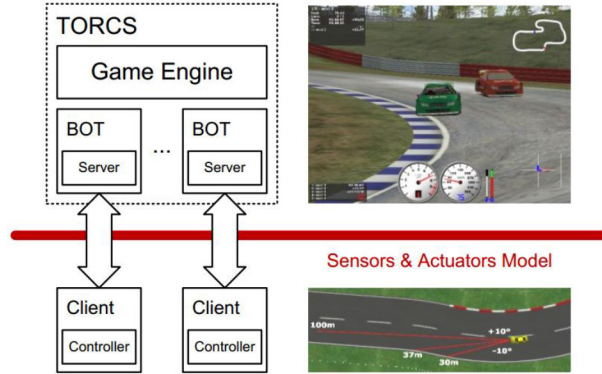 TORCS
Game Engine
BOT
Server
...
BOT
Server
Sensors & Actuators Model
Client
Controller
Client
Controller
100m
+10°
-10°
37m
30m